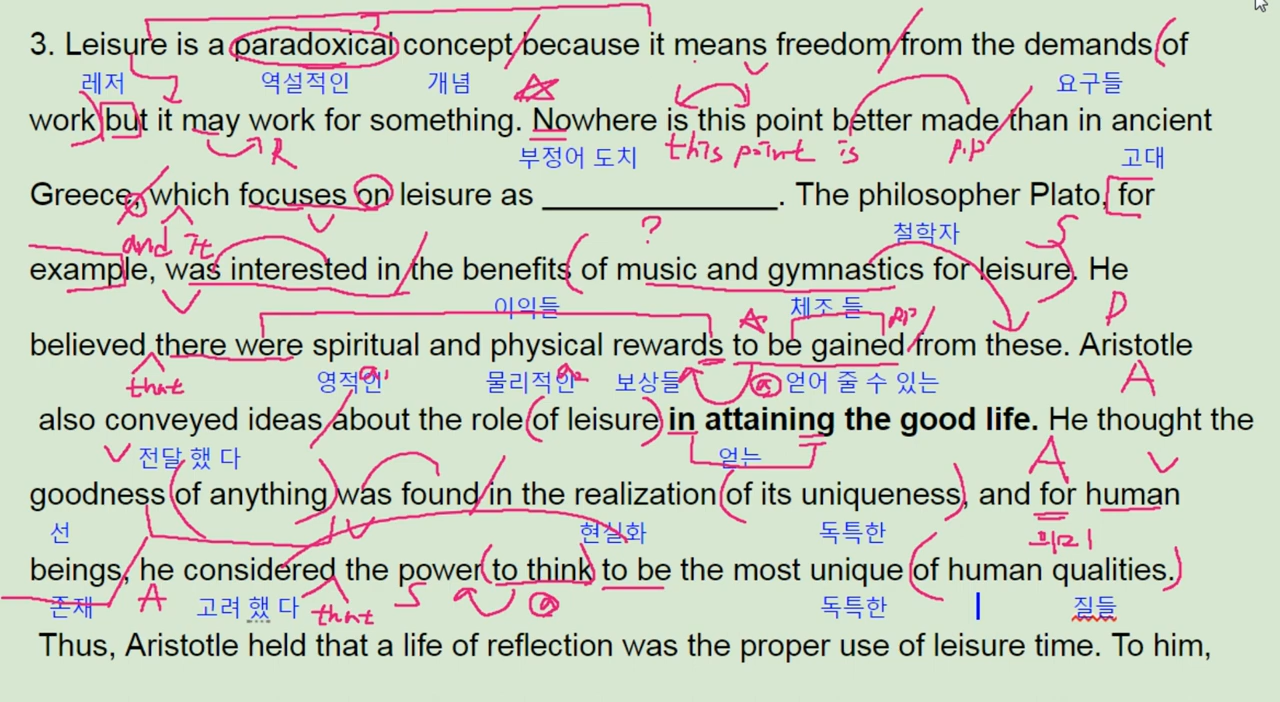 3. Leisure is a paradoxical concept because it means freedom from the demands of
레저 역설적인 개념 요구들
work but it may work for something. Nowhere is this point better made than in ancient
R 부정어 도치 this point is p.p 고대
Greece, which focuses on leisure as ______________. The philosopher Plato, for
and it ? 철학자 S
example, was interested in the benefits of music and gymnastics for leisure. He
이익들 체조 들 P
believed there were spiritual and physical rewards to be gained from these. Aristotle
that 영적인 물리적인 보상들 얻어 줄 수 있는 A
also conveyed ideas about the role of leisure in attaining the good life. He thought the
전달 했 다 얻는 A
goodness of anything was found in the realization of its uniqueness, and for human
선 현실화 독특한
beings, he considered the power to think to be the most unique of human qualities.
존재 A 고려 했 다 that S 독특한 질들
Thus, Aristotle held that a life of reflection was the proper use of leisure time. To him,